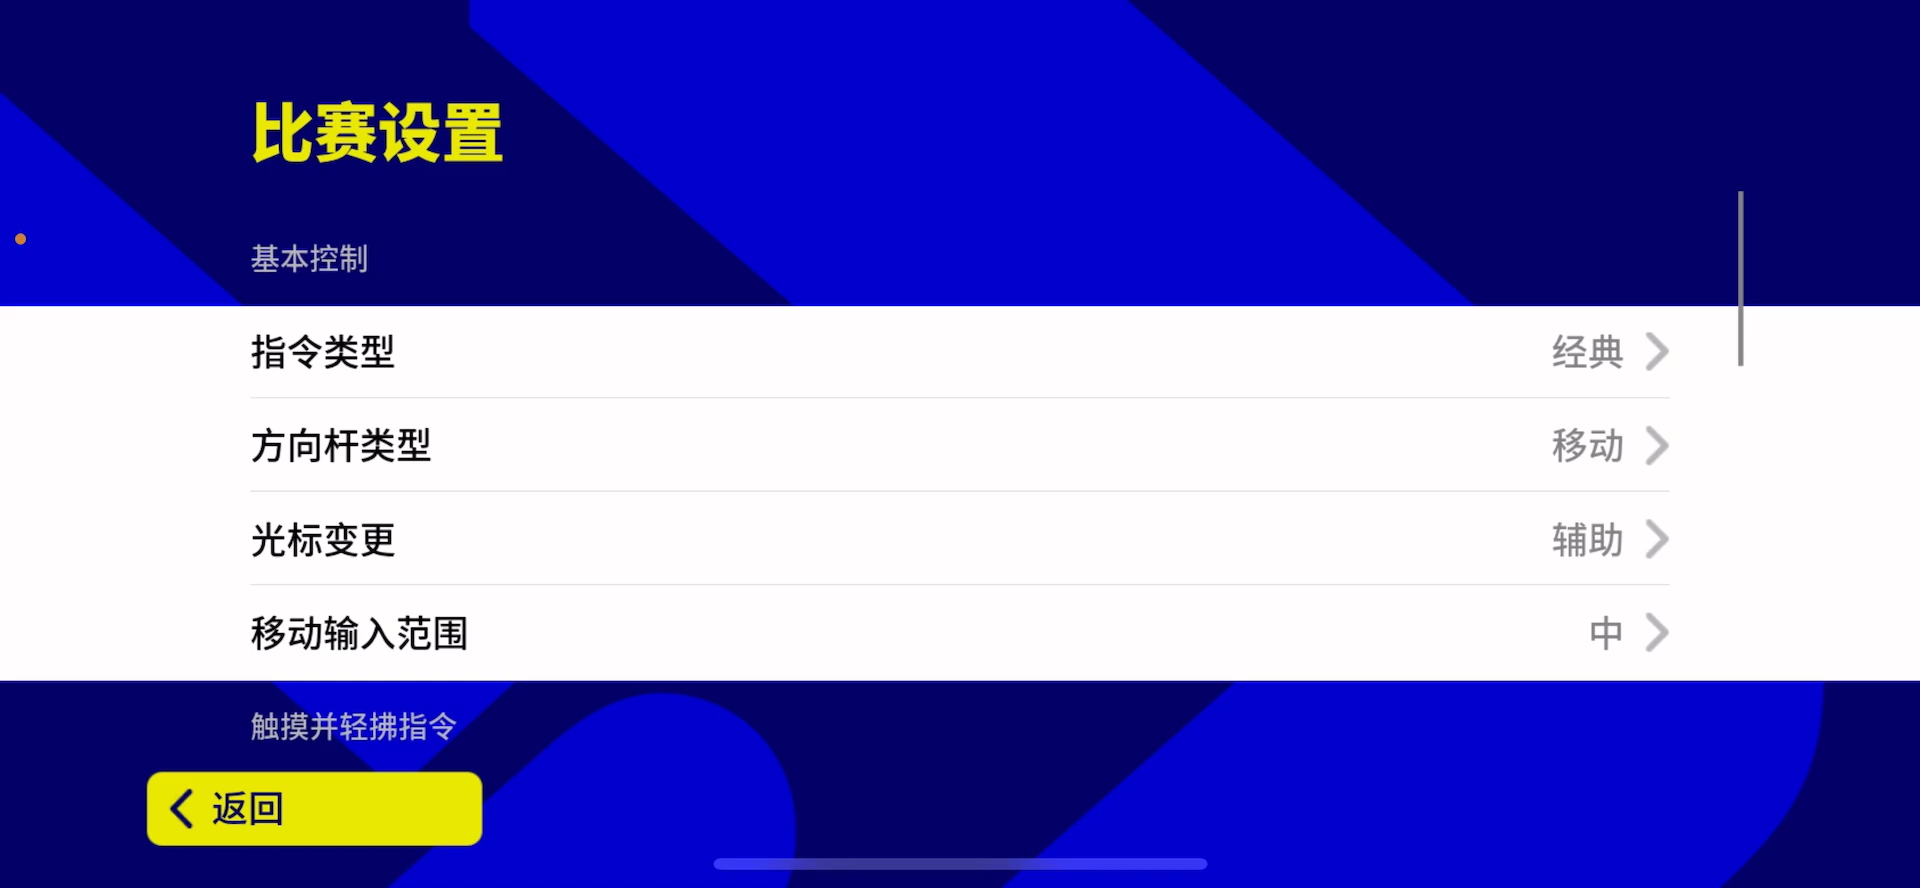 比赛设置
基本控制
指令类型 经典
方向杆类型 移动
光标变更 辅助
移动输入范围 中
触摸并轻拂指令
返回